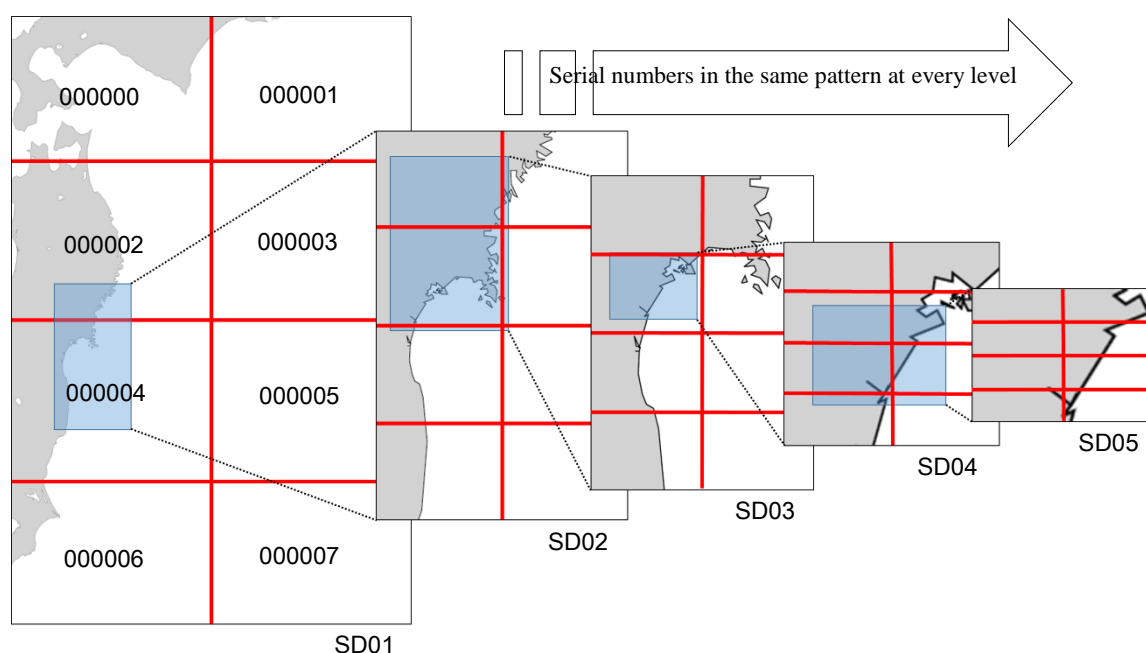 Serial numbers in the same pattern at every level
000000
000001
000002
000003
000004
000005
000006
000007
SD01
SD02
SD03
SD04
SD05